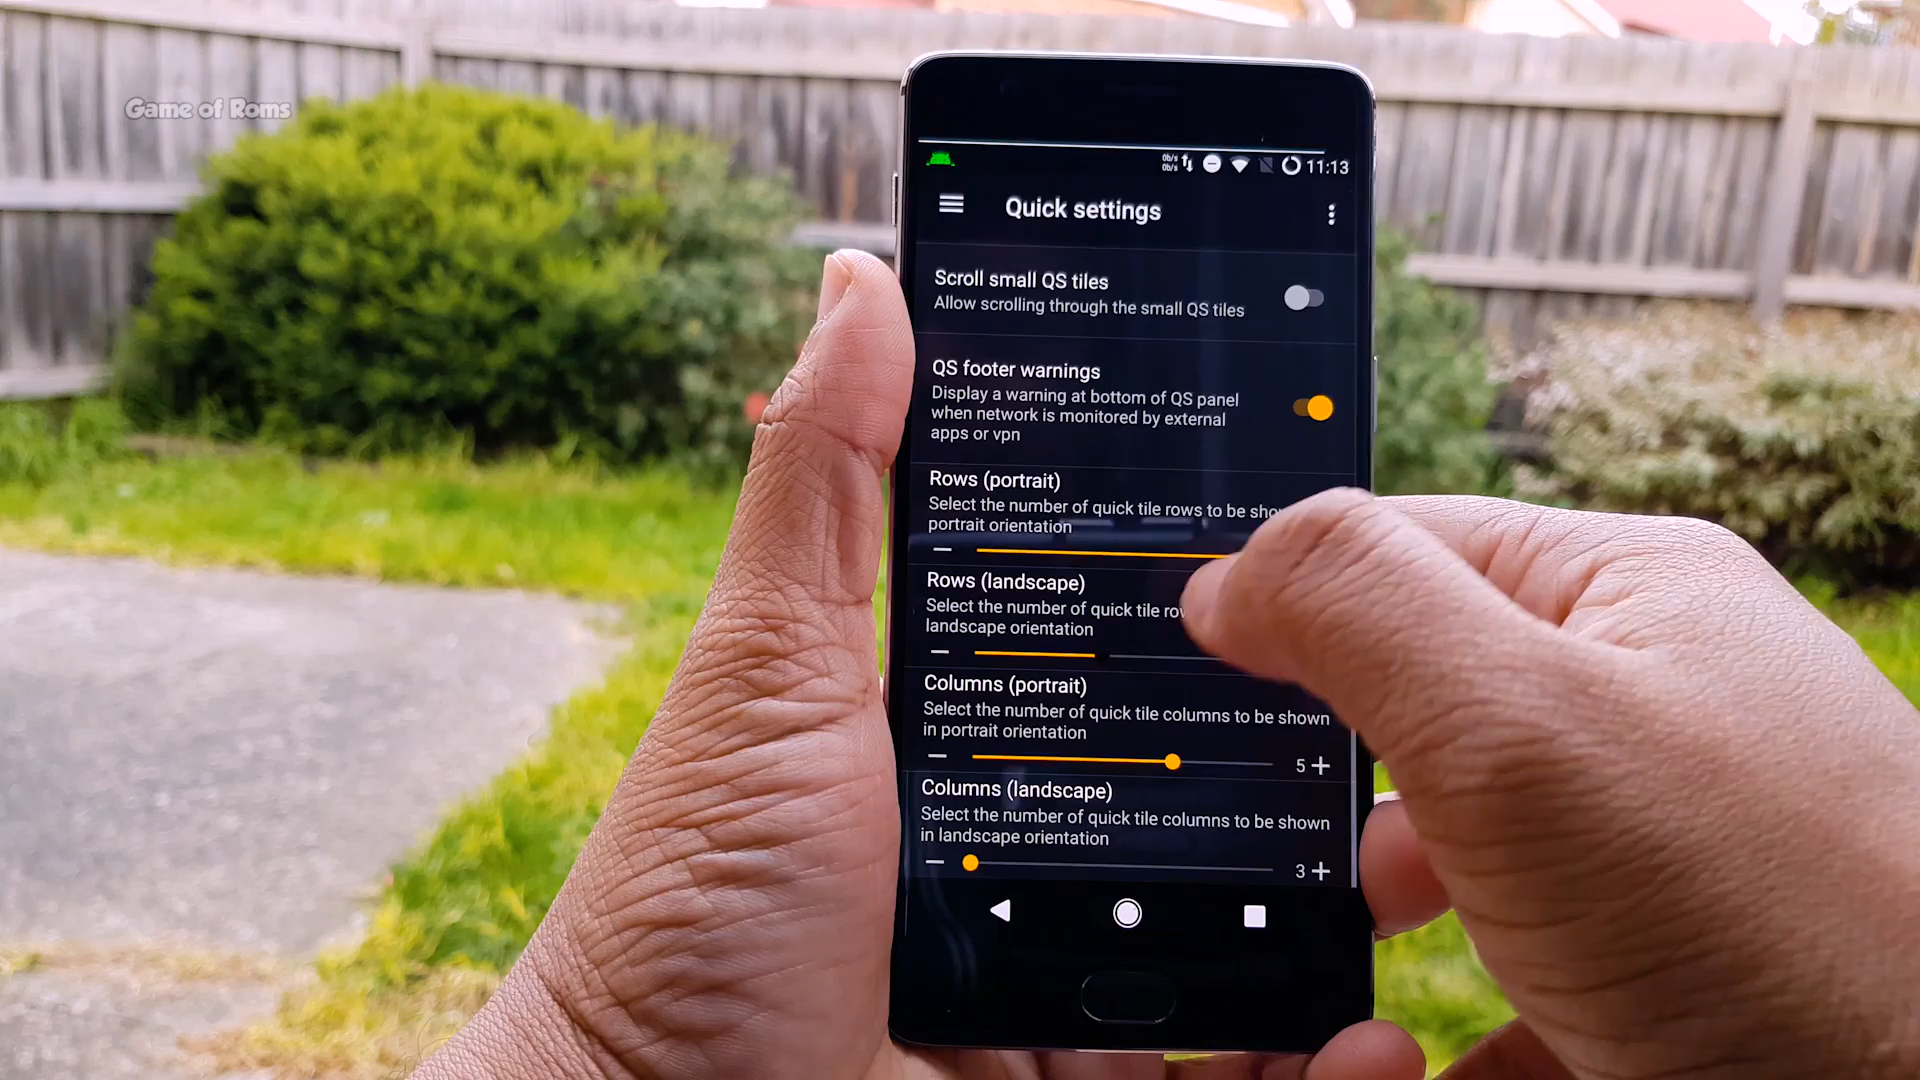 Game of Roms
0b/s
0b/s
11:13
Quick settings
Scroll small QS tiles
Allow scrolling through the small QS tiles
QS footer warnings
Display a warning at bottom of QS panel
when network is monitored by external
apps or vpn
Rows (portrait)
Select the number of quick tile rows to be
portrait orientation
Rows (landscape)
Select the number of quick tile
landscape orientation
Columns (portrait)
Select the number of quick tile columns to be shown
in portrait orientation
5
Columns (landscape)
Select the number of quick tile columns to be shown
in landscape orientation
3